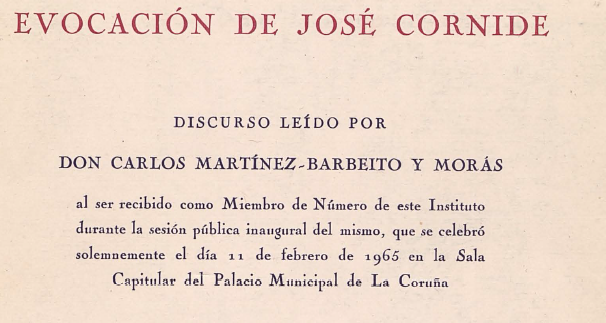 EVOCACIÓN DE JOSÉ CORNIDE
DISCURSO LEÍDO POR
DON CARLOS MARTÍNEZ-BARBEITO Y MORÁS
al ser recibido como Miembro de Número de este Instituto
durante la sesión pública inaugural del mismo, que se celebró
solemnemente el día 11 de febrero de 1965 en la Sala
Capitular del Palacio Municipal de La Coruña